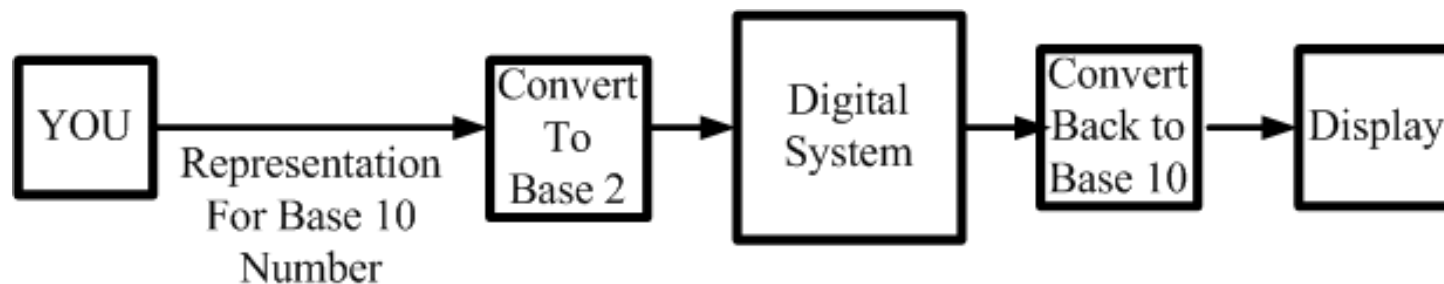 YOU
Representation
For Base 10
Number
Convert
To
Base 2
Digital
System
Convert
Back to
Base 10
Display